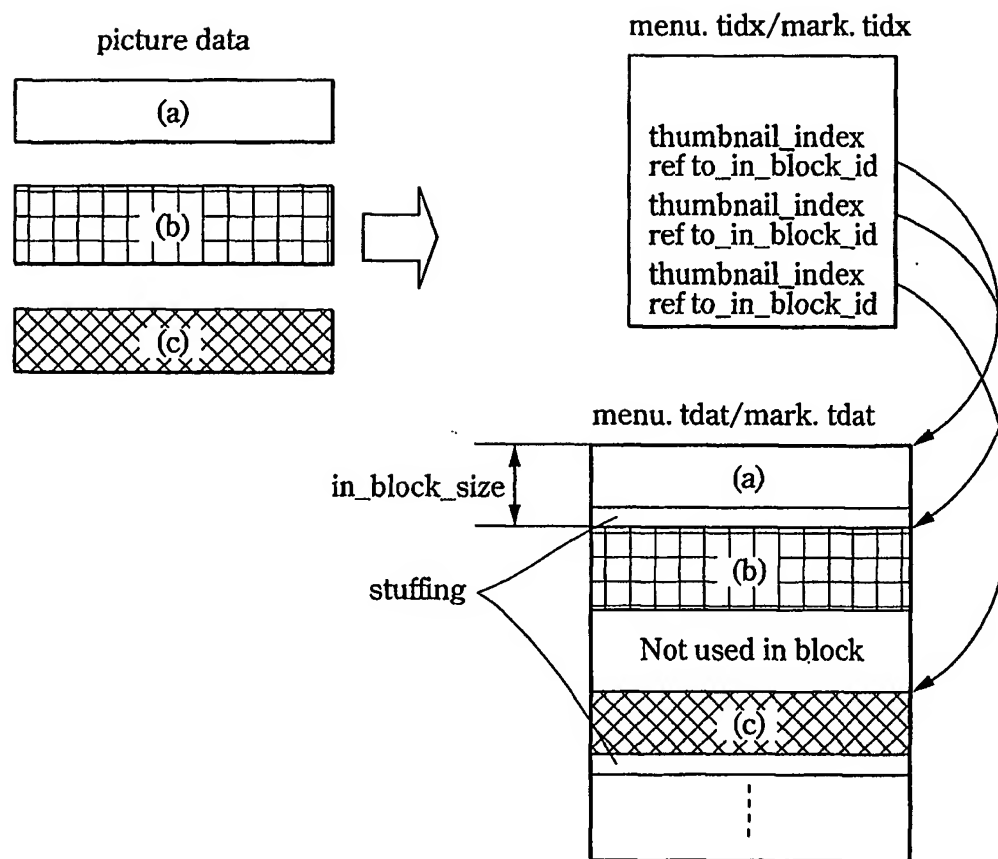 picture data
(a)
(b)
(c)
menu. tidx/mark. tidx
thumbnail_index
ref to_in_block_id
thumbnail_index
ref to_in_block_id
thumbnail_index
ref to_in_block_id
menu. tdat/mark. tdat
in_block_size
(a)
stuffing
(b)
Not used in block
(c)